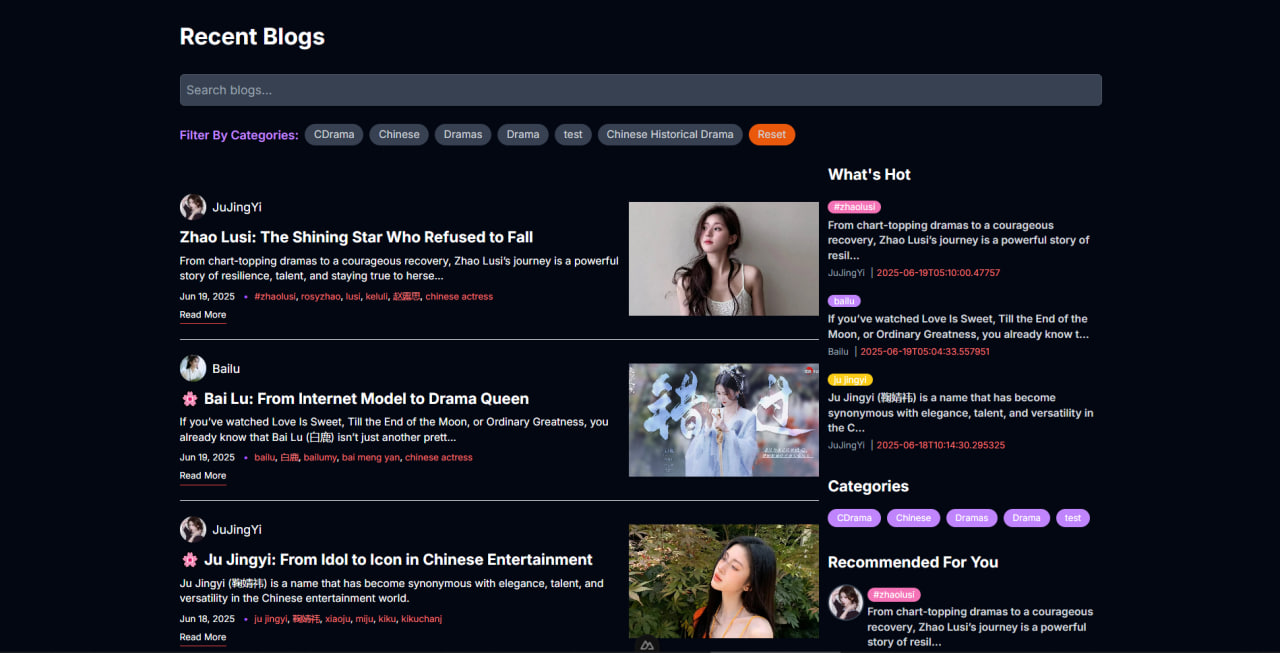 Recent Blogs
Search blogs...
Filter By Categories: CDrama Chinese Dramas Drama test Chinese Historical Drama Reset
JuJingYi
Zhao Lusi: The Shining Star Who Refused to Fall
From chart-topping dramas to a courageous recovery, Zhao Lusi’s journey is a powerful
story of resilience, talent, and staying true to herse...
Jun 19, 2025 • #zhaolusi, rosyzhao, lusi, keluli, 赵露思, chinese actress
Read More
Bailu
🌸 Bai Lu: From Internet Model to Drama Queen
If you’ve watched Love Is Sweet, Till the End of the Moon, or Ordinary Greatness, you
already know that Bai Lu (白鹿) isn’t just another prett...
Jun 19, 2025 • bailu, 白鹿, bailumy, bai meng yan, chinese actress
Read More
错过
JuJingYi
🌸 Ju Jingyi: From Idol to Icon in Chinese Entertainment
Ju Jingyi (鞠婧祎) is a name that has become synonymous with elegance, talent, and
versatility in the Chinese entertainment world.
Jun 18, 2025 • ju jingyi, 鞠婧祎, xiaoju, miju, kiku, kikuchanj
Read More
What's Hot
#zhaolusi
From chart-topping dramas to a courageous
recovery, Zhao Lusi’s journey is a powerful story of
resil...
JuJingYi | 2025-06-19T05:10:00.47757
bailu
If you’ve watched Love Is Sweet, Till the End of the
Moon, or Ordinary Greatness, you already know t...
Bailu | 2025-06-19T05:04:33.557951
ju jingyi
Ju Jingyi (鞠婧祎) is a name that has become
synonymous with elegance, talent, and versatility in
the C...
JuJingYi | 2025-06-18T10:14:30.295325
Categories
CDrama Chinese Dramas Drama test
Recommended For You
#zhaolusi
From chart-topping dramas to a courageous
recovery, Zhao Lusi’s journey is a powerful
story of resil...